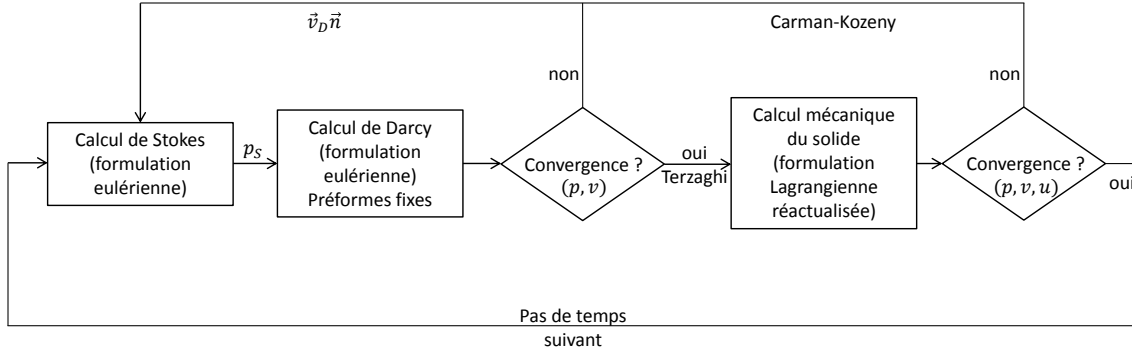 v⃗_D n⃗
Carman-Kozeny
non
non
Calcul de Stokes
(formulation
eulérienne)
p_S
Calcul de Darcy
(formulation
eulérienne)
Préformes fixes
Convergence ?
(p, v)
oui
Terzaghi
Calcul mécanique
du solide
(formulation
Lagrangienne
réactualisée)
Convergence ?
(p, v, u)
oui
Pas de temps
suivant